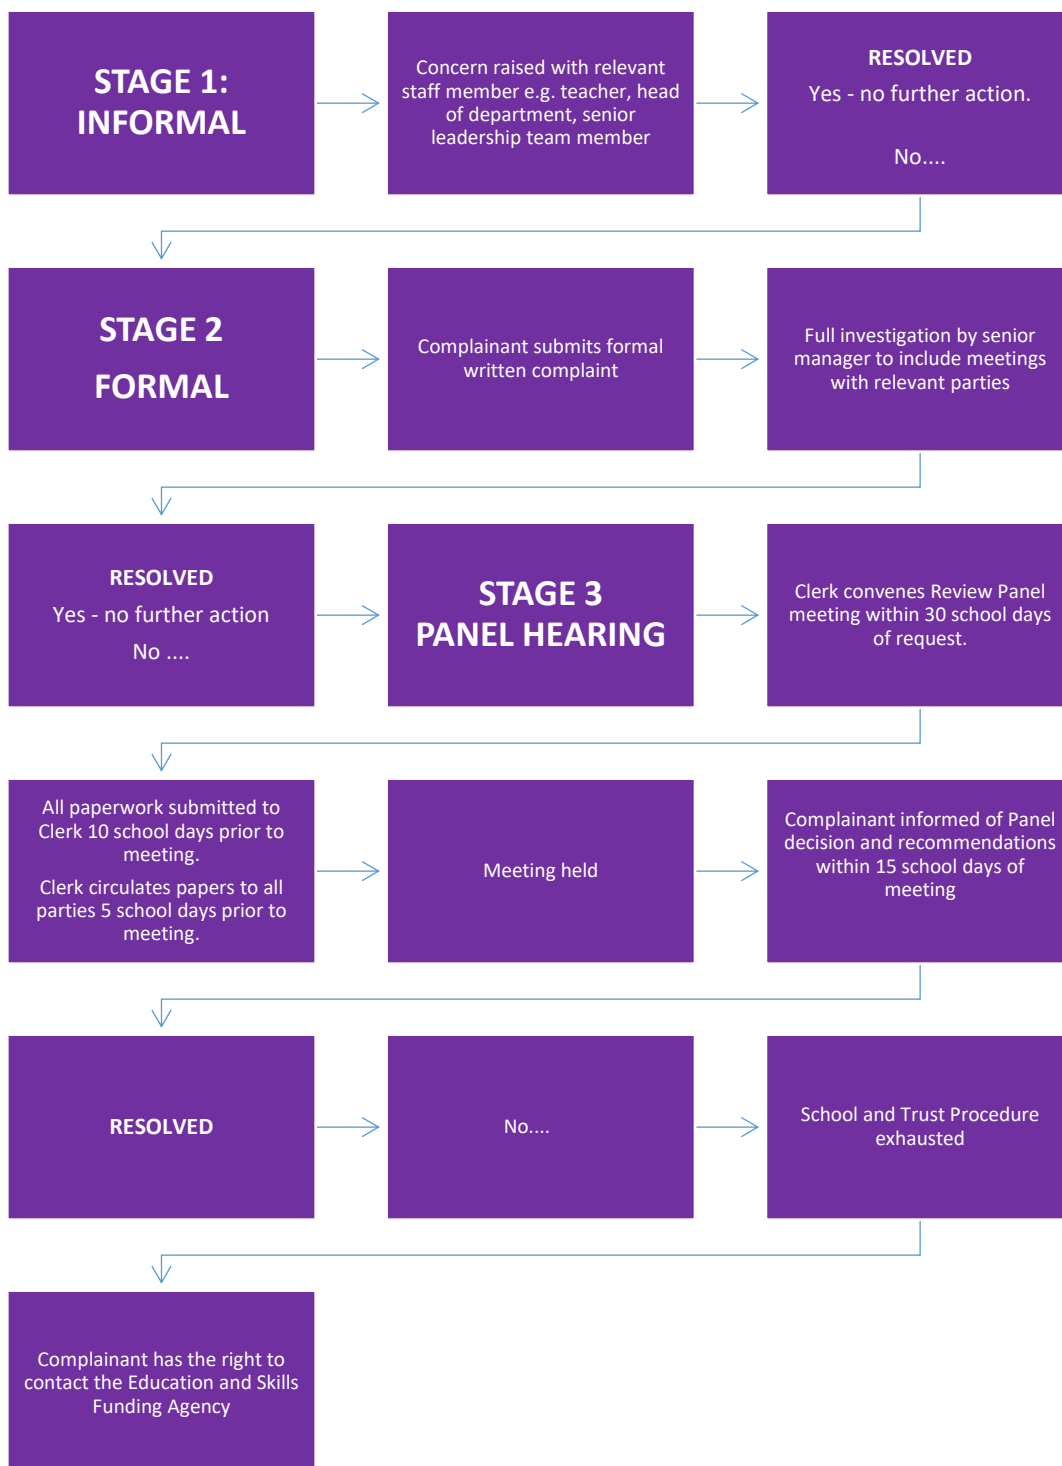 STAGE 1:
INFORMAL
Concern raised with relevant
staff member e.g. teacher, head
of department, senior
leadership team member
RESOLVED
Yes - no further action.
No....
STAGE 2
FORMAL
Complainant submits formal
written complaint
Full investigation by senior
manager to include meetings
with relevant parties
RESOLVED
Yes - no further action
No ....
STAGE 3
PANEL HEARING
Clerk convenes Review Panel
meeting within 30 school days
of request.
All paperwork submitted to
Clerk 10 school days prior to
meeting.
Clerk circulates papers to all
parties 5 school days prior to
meeting.
Meeting held
Complainant informed of Panel
decision and recommendations
within 15 school days of
meeting
RESOLVED
No....
School and Trust Procedure
exhausted
Complainant has the right to
contact the Education and Skills
Funding Agency